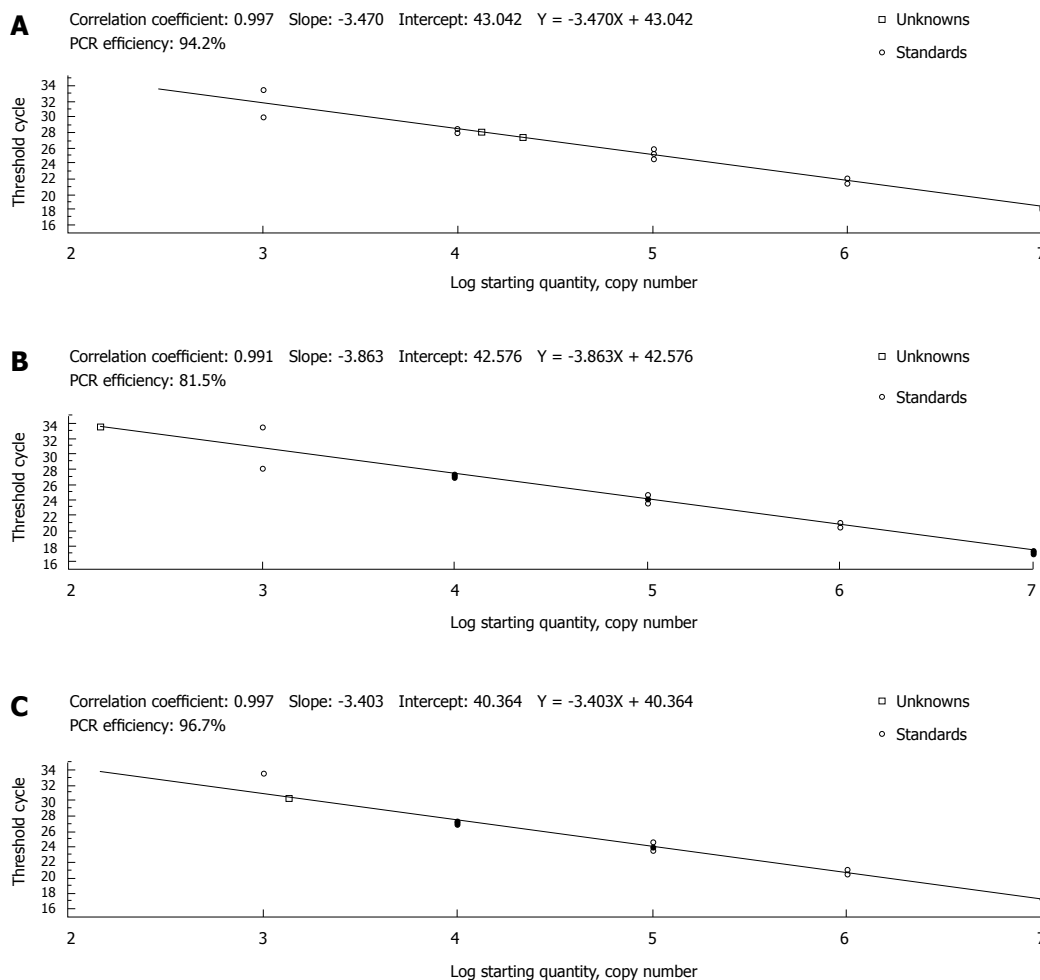 A
Correlation coefficient: 0.997 Slope: -3.470 Intercept: 43.042 Y = -3.470X + 43.042
PCR efficiency: 94.2%
Unknowns
Standards
Threshold cycle
34
32
30
28
26
24
22
20
18
16
2 3 4 5 6 7
Log starting quantity, copy number
B
Correlation coefficient: 0.991 Slope: -3.863 Intercept: 42.576 Y = -3.863X + 42.576
PCR efficiency: 81.5%
Unknowns
Standards
Threshold cycle
34
32
30
28
26
24
22
20
18
16
2 3 4 5 6 7
Log starting quantity, copy number
C
Correlation coefficient: 0.997 Slope: -3.403 Intercept: 40.364 Y = -3.403X + 40.364
PCR efficiency: 96.7%
Unknowns
Standards
Threshold cycle
34
32
30
28
26
24
22
20
18
16
2 3 4 5 6 7
Log starting quantity, copy number